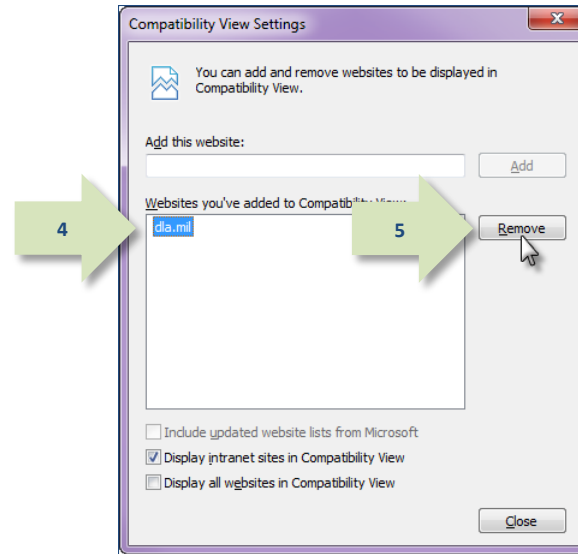 Compatibility View Settings
You can add and remove websites to be displayed in
Compatibility View.
Add this website:
Add
Websites you've added to Compatibility View:
4
dla.mil
5
Remove
Include updated website lists from Microsoft
Display intranet sites in Compatibility View
Display all websites in Compatibility View
Close